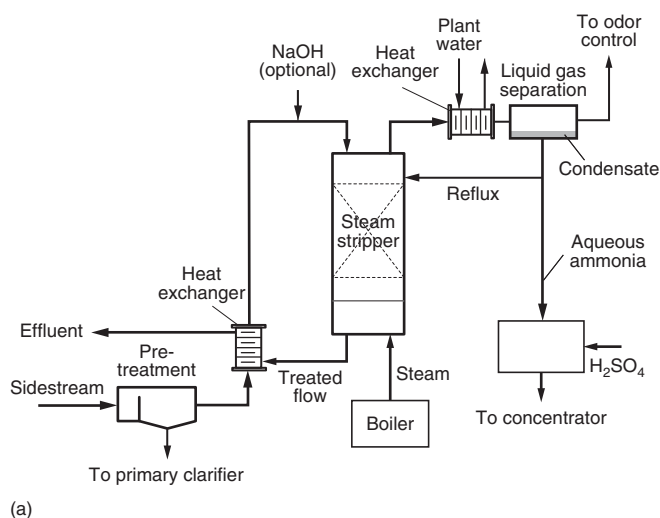 To odor
control
Plant
water
Heat
exchanger
Liquid gas
separation
NaOH
(optional)
Condensate
Reflux
Steam
stripper
Aqueous
ammonia
Heat
exchanger
Effluent
Pre-
treatment
Treated
flow
Steam
H₂SO₄
Sidestream
Boiler
To concentrator
To primary clarifier
(a)